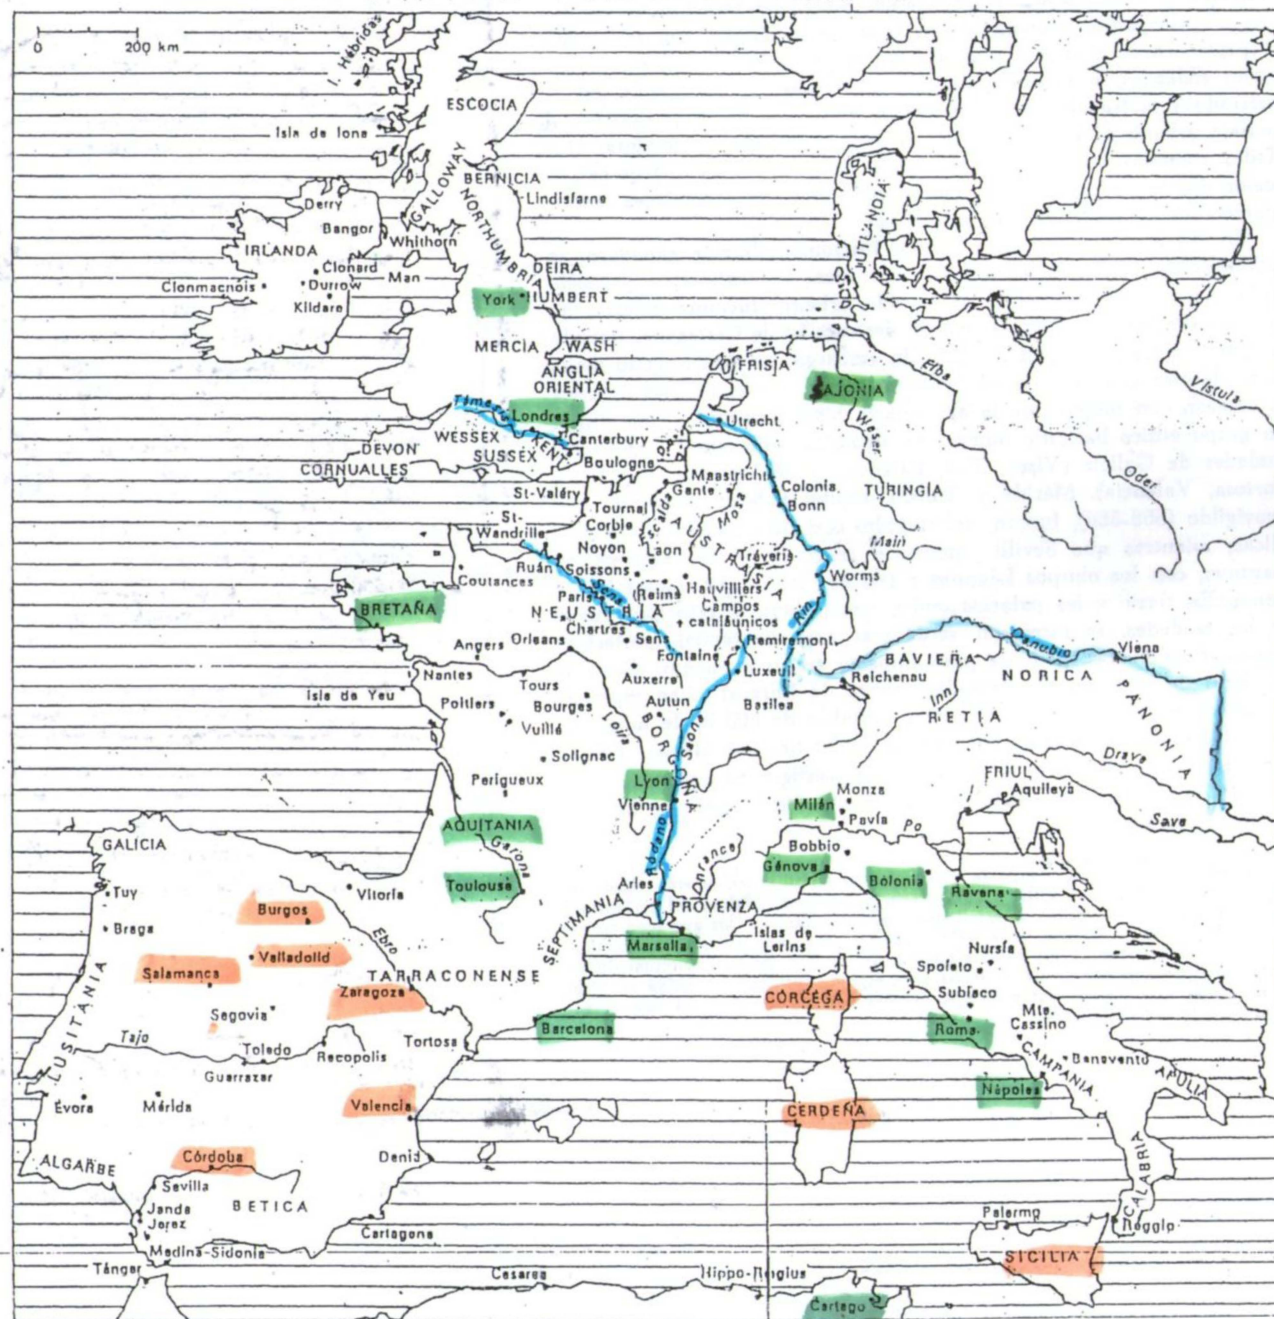 0 200 km
I. Hébridas
ESCOCIA
Isla de Iona
GALLOWAY
BERNICIA
Lindisfarne
NORTHUMBRIA
Derry
Bangor
IRLANDA
Whithorn
Clonard
Man
Clonmacnois
Durrow
Kildare
DEIRA
York
HUMBERT
JUTLANDIA
MERCIA
WASH
ANGLIA
ORIENTAL
FRISIA
SAJONIA
Elba
Vístula
Támesis
Londres
WESSEX
SUSSEX
KENT
Canterbury
DEVON
CORNUALLES
Boulogne
Utrecht
Weser
Oder
St-Valéry
Maastricht
Gante
Colonia
Bonn
TURINGIA
Tournai
Corbie
Escalda
Mosa
AUSTRASIA
St-
Wandrille
Noyon
Laon
Tréveris
Main
Worms
Ruán
Soissons
Reims
Hauvilliers
Coutances
París
Sena
Campos
cataláunicos
Rin
BRETAÑA
NEUSTRIA
Chartres
Sens
Remiremont
Angers
Orleans
Fontaine
Luxeuil
BAVIERA
Danubio
Viena
Nantes
Auxerre
Basilea
Reichenau
NORICA
Isla de Yeu
Tours
Poitiers
Bourges
Autun
Inn
RETIA
PANONIA
Vuillé
Loira
BORGOÑA
Saona
Solignac
Drave
Perigueux
Lyon
Vienne
Monza
Milán
Pavía
FRIUL
Aquileya
Save
AQUITANIA
Garona
Ródano
Durance
Po
Bobbio
Génova
Bolonia
Ravena
GALICIA
Toulouse
Arles
Vitoria
Tuy
Burgos
Braga
SEPTIMANIA
PROVENZA
Marsella
Islas de
Lerins
Nursia
Spoleto
Ebro
Valladolid
Salamanca
TARRACONENSE
Zaragoza
CÓRCEGA
Subiaco
LUSITANIA
Segovia
Barcelona
Roma
Mte.
Cassino
Tajo
Toledo
Recopolis
Tortosa
Guarrazar
CAMPANIA
Benevento
APULIA
Évora
Mérida
Valencia
CERDEÑA
Nápoles
Córdoba
Denia
ALGARBE
Sevilla
BETICA
Janda
Jerez
Cartagena
CALABRIA
Palermo
Reggio
Medina-Sidonia
SICILIA
Tánger
Cesarea
Hippo-Regius
Cartago